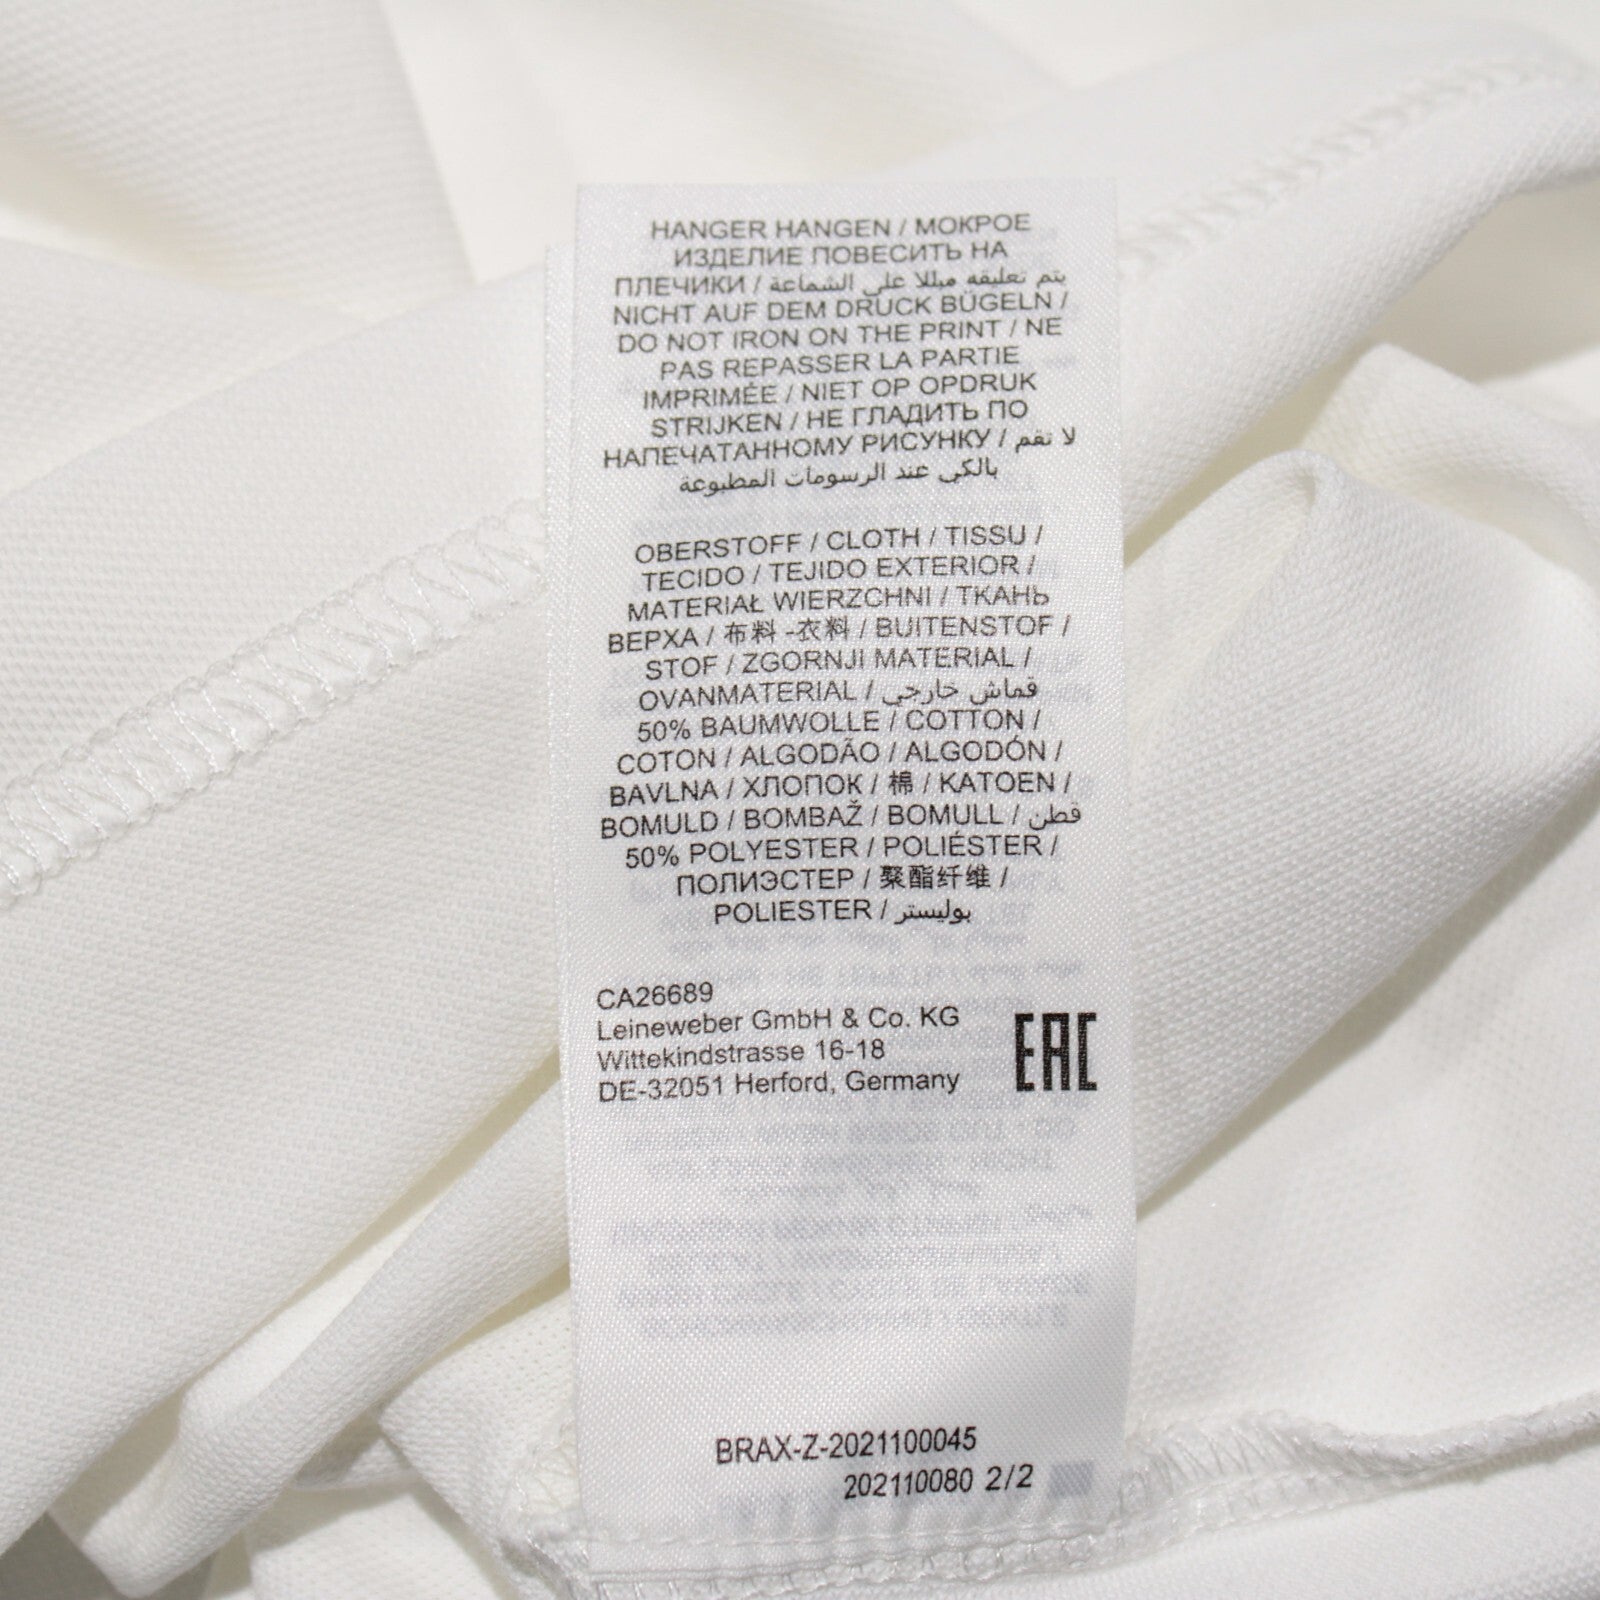 HANGER HANGEN / МОКРОЕ
ИЗДЕЛИЕ ПОВЕСИТЬ НА
ПЛЕЧИКИ / يتم تعليقه مبللا على الشماعة
NICHT AUF DEM DRUCK BÜGELN /
DO NOT IRON ON THE PRINT / NE
PAS REPASSER LA PARTIE
IMPRIMÉE / NIET OP OPDRUK
STRIJKEN / НЕ ГЛАДИТЬ ПО
НАПЕЧАТАННОМУ РИСУНКУ / لا تقم
بالكي عند الرسومات المطبوعة
OBERSTOFF / CLOTH / TISSU /
TECIDO / TEJIDO EXTERIOR /
MATERIAŁ WIERZCHNI / ТКАНЬ
ВЕРХА / 布料 -衣料 / BUITENSTOF /
STOF / ZGORNJI MATERIAL /
OVANMATERIAL / قماش خارجي
50% BAUMWOLLE / COTTON /
COTON / ALGODÃO / ALGODÓN /
BAVLNA / ХЛОПОК / 棉 / KATOEN /
BOMULD / BOMBAŽ / BOMULL / قطن
50% POLYESTER / POLIÉSTER /
ПОЛИЭСТЕР / 聚酯纤维 /
POLIESTER / بوليستر
CA26689
Leineweber GmbH & Co. KG
Wittekindstrasse 16-18
DE-32051 Herford, Germany
EAC
BRAX-Z-2021100045
202110080 2/2